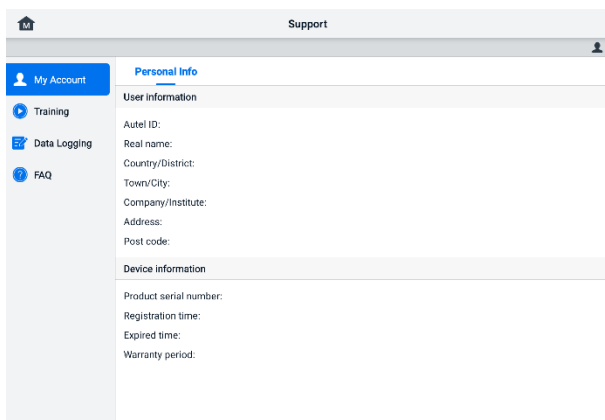 M
Support
My Account
Training
Data Logging
? FAQ
Personal Info
User information
Autel ID:
Real name:
Country/District:
Town/City:
Company/Institute:
Address:
Post code:
Device information
Product serial number:
Registration time:
Expired time:
Warranty period: